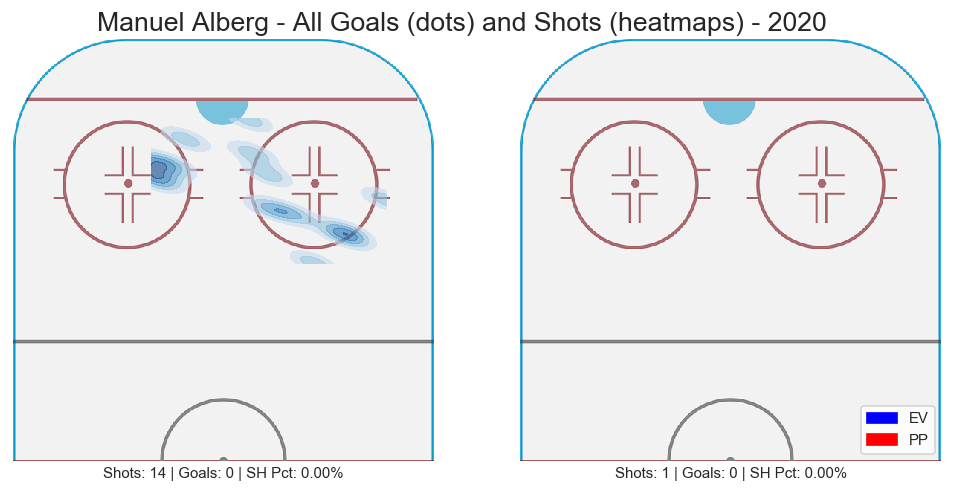 Manuel Alberg - All Goals (dots) and Shots (heatmaps) - 2020
EV
PP
Shots: 14 | Goals: 0 | SH Pct: 0.00%
Shots: 1 | Goals: 0 | SH Pct: 0.00%